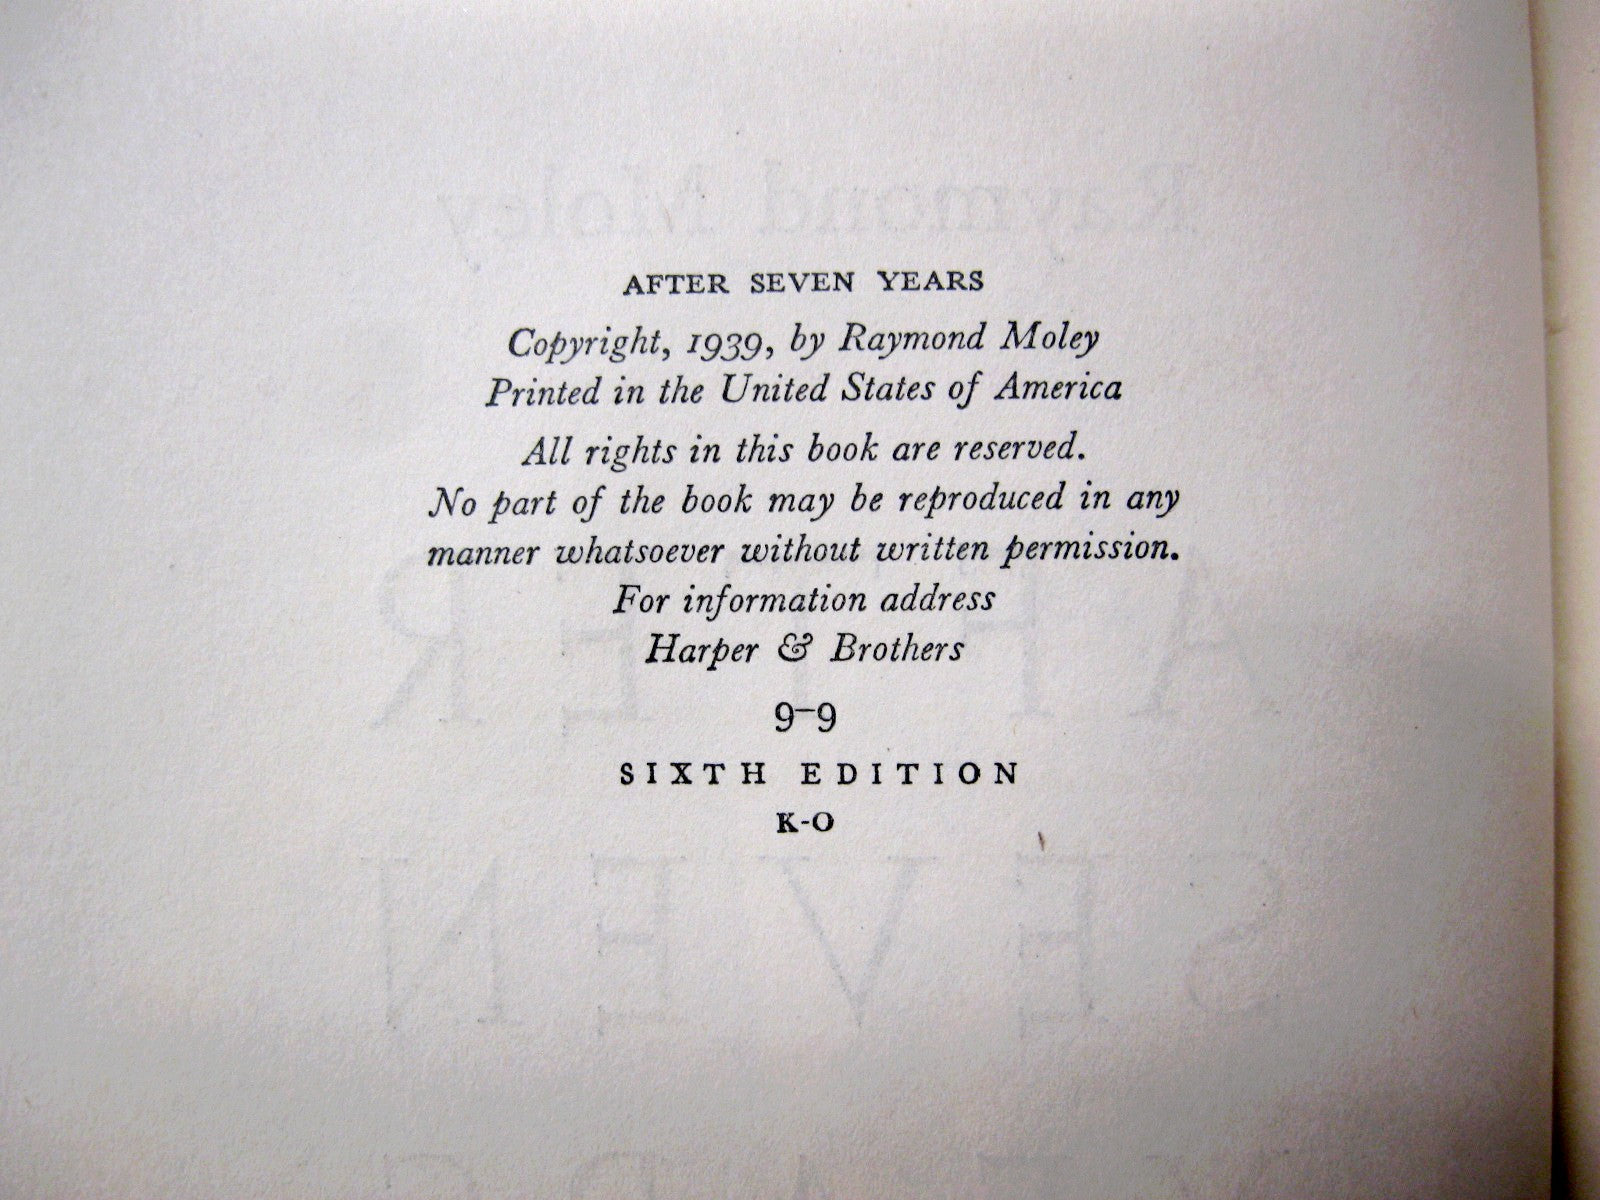 AFTER SEVEN YEARS
Copyright, 1939, by Raymond Moley
Printed in the United States of America
All rights in this book are reserved.
No part of the book may be reproduced in any
manner whatsoever without written permission.
For information address
Harper & Brothers
9–9
SIXTH EDITION
K-O